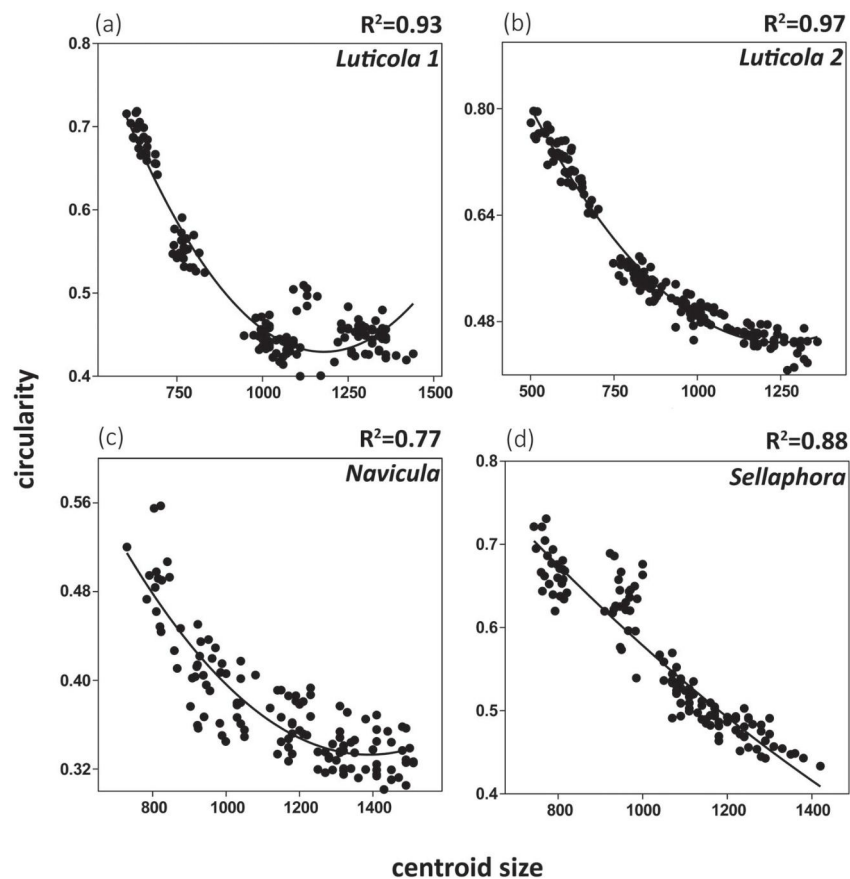 (a) R²=0.93
Luticola 1
0.8
0.7
0.6
0.5
0.4
750 1000 1250 1500
(b) R²=0.97
Luticola 2
0.80
0.64
0.48
500 750 1000 1250
circularity
(c) R²=0.77
Navicula
0.56
0.48
0.40
0.32
800 1000 1200 1400
(d) R²=0.88
Sellaphora
0.8
0.7
0.6
0.5
0.4
800 1000 1200 1400
centroid size